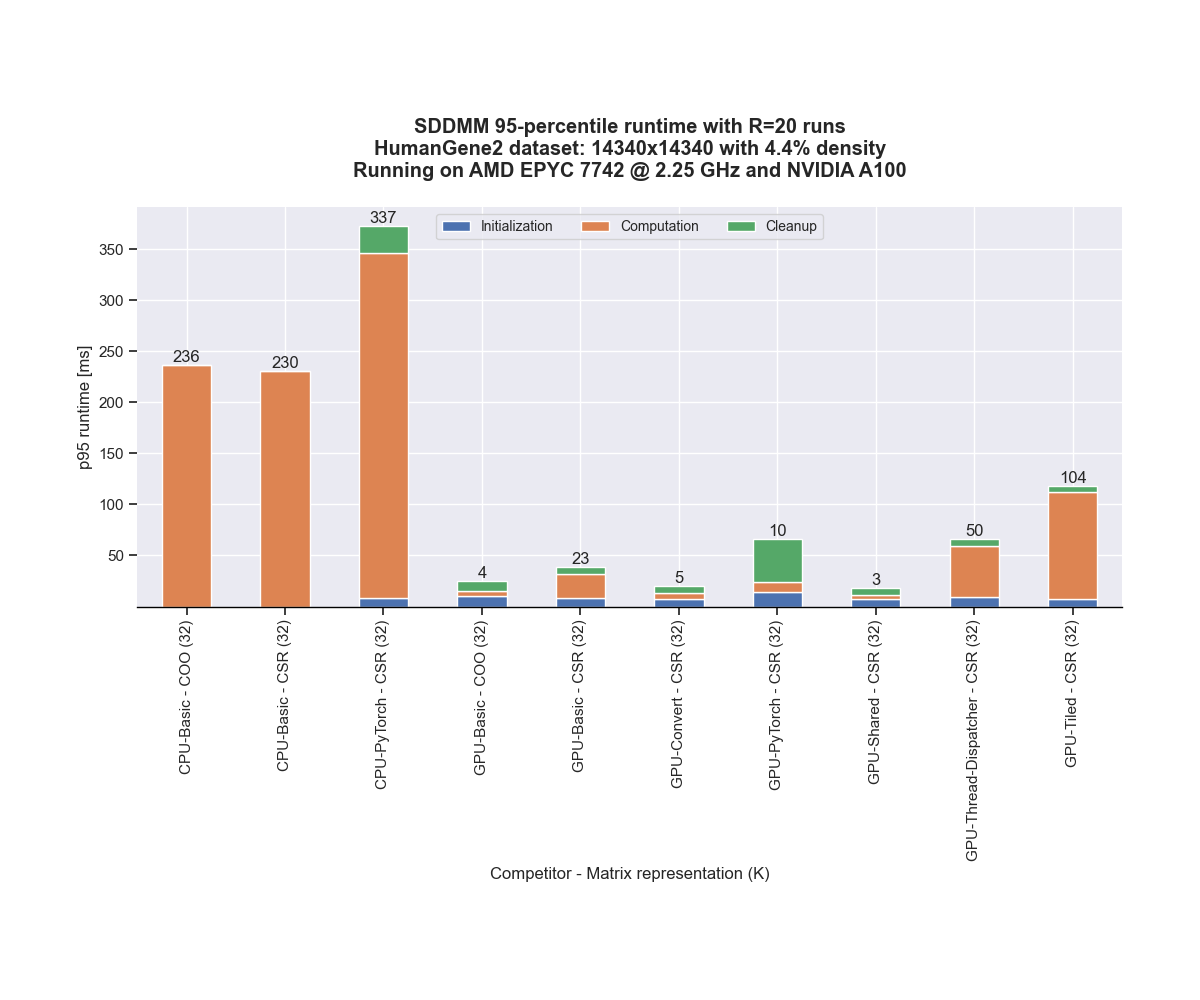 SDDMM 95-percentile runtime with R=20 runs
HumanGene2 dataset: 14340x14340 with 4.4% density
Running on AMD EPYC 7742 @ 2.25 GHz and NVIDIA A100
Initialization Computation Cleanup
p95 runtime [ms]
350
300
250
200
150
100
50
236
230
337
4
23
5
10
3
50
104
CPU-Basic - COO (32)
CPU-Basic - CSR (32)
CPU-PyTorch - CSR (32)
GPU-Basic - COO (32)
GPU-Basic - CSR (32)
GPU-Convert - CSR (32)
GPU-PyTorch - CSR (32)
GPU-Shared - CSR (32)
GPU-Thread-Dispatcher - CSR (32)
GPU-Tiled - CSR (32)
Competitor - Matrix representation (K)